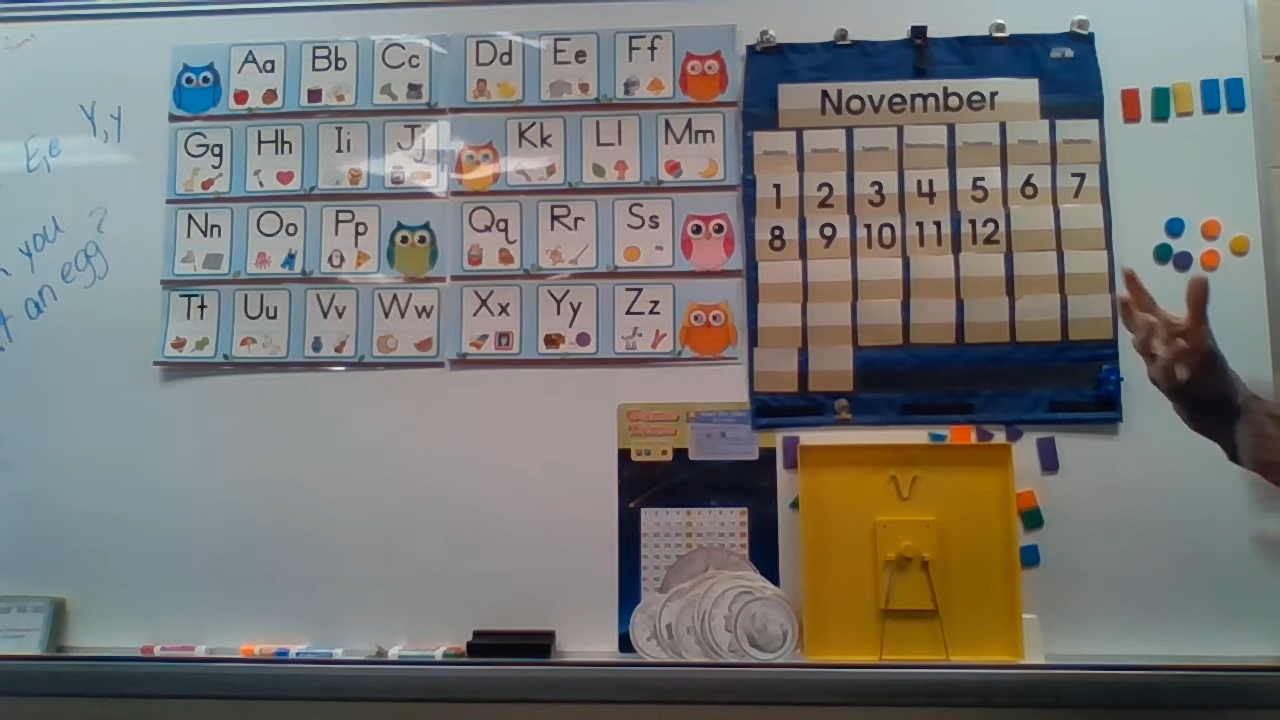 Y,y
E,e
you
an egg?
Aa Bb Cc Dd Ee Ff
Gg Hh Ii Jj Kk Ll Mm
Nn Oo Pp Qq Rr Ss
Tt Uu Vv Ww Xx Yy Zz
November
1 2 3 4 5 6 7
8 9 10 11 12